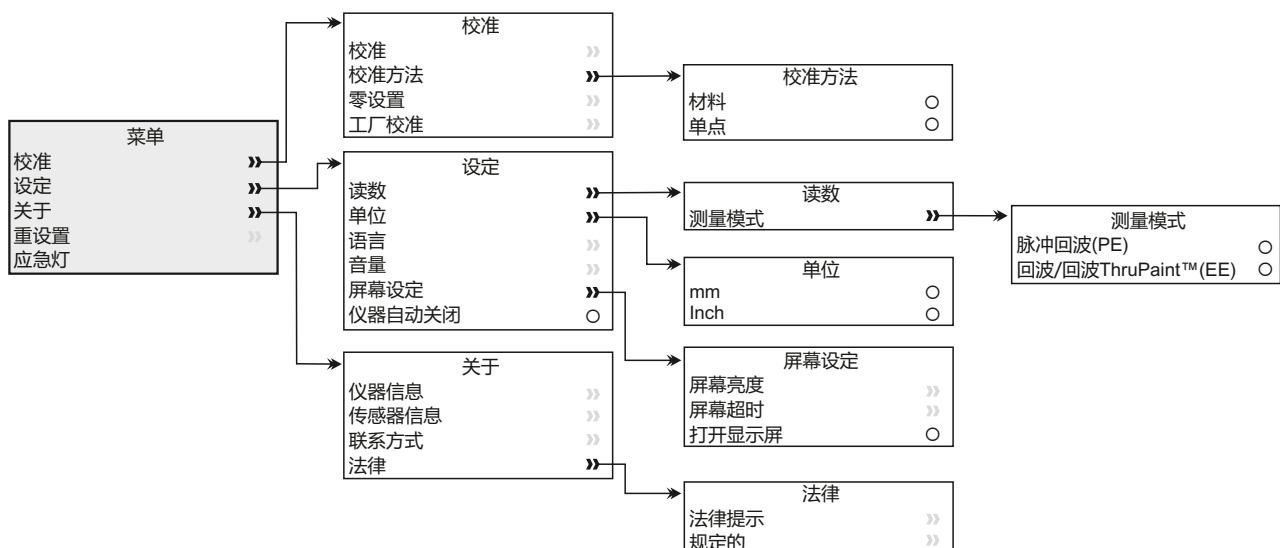 菜单
校准
设定
关于
重设置
应急灯
校准
校准
校准方法
零设置
工厂校准
校准方法
材料
单点
设定
读数
单位
语言
音量
屏幕设定
仪器自动关闭
读数
测量模式
测量模式
脉冲回波(PE)
回波/回波ThruPaint™(EE)
单位
mm
Inch
屏幕设定
屏幕亮度
屏幕超时
打开显示屏
关于
仪器信息
传感器信息
联系方式
法律
法律
法律提示
规定的